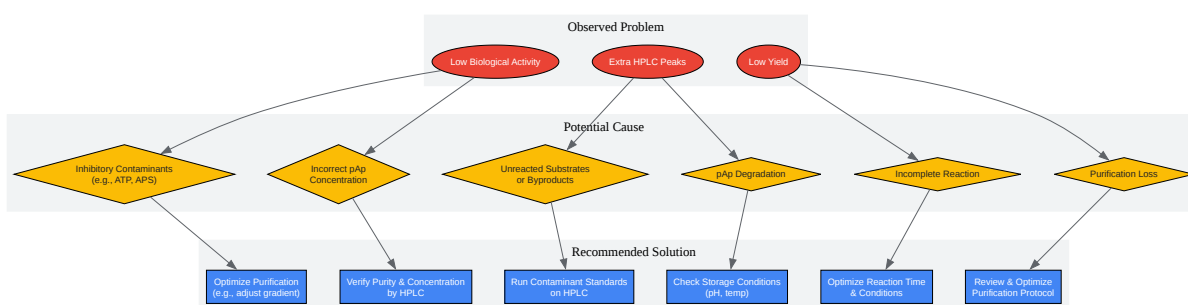 Observed Problem
Low Biological Activity
Extra HPLC Peaks
Low Yield
Potential Cause
Inhibitory Contaminants
(e.g., ATP, APS)
Incorrect pAp
Concentration
Unreacted Substrates
or Byproducts
pAp Degradation
Incomplete Reaction
Purification Loss
Recommended Solution
Optimize Purification
(e.g., adjust gradient)
Verify Purity & Concentration
by HPLC
Run Contaminant Standards
on HPLC
Check Storage Conditions
(pH, temp)
Optimize Reaction Time
& Conditions
Review & Optimize
Purification Protocol